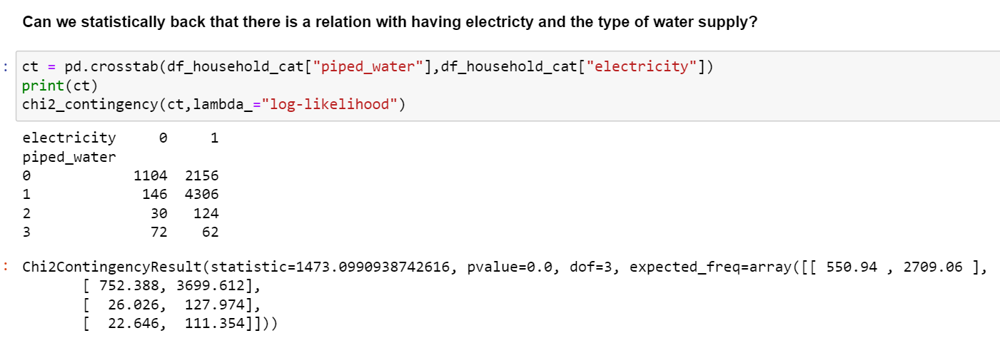 Can we statistically back that there is a relation with having electricty and the type of water supply?
: ct = pd.crosstab(df_household_cat["piped_water"],df_household_cat["electricity"])
print(ct)
chi2_contingency(ct,lambda_="log-likelihood")
electricity 0 1
piped_water
0 1104 2156
1 146 4306
2 30 124
3 72 62
: Chi2ContingencyResult(statistic=1473.0990938742616, pvalue=0.0, dof=3, expected_freq=array([[ 550.94 , 2709.06 ],
[ 752.388, 3699.612],
[ 26.026, 127.974],
[ 22.646, 111.354]]))